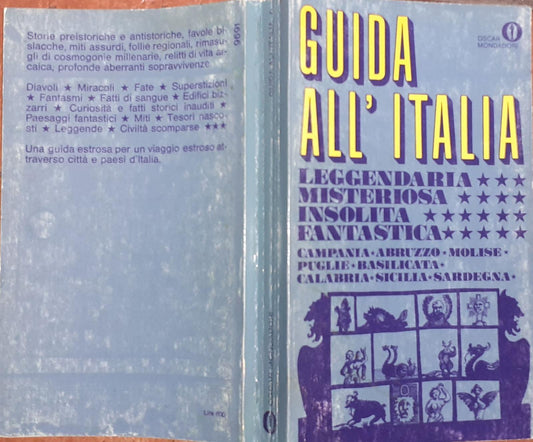 Storie preistoriche e antistoriche, favole bi-
slacche, miti assurdi, follie regionali, rimasu-
gli di cosmogonie millenarie, relitti di vita ar-
caica, profonde aberranti sopravvivenze
Diavoli ★ Miracoli ★ Fate ★ Superstizioni
★ Fantasmi ★ Fatti di sangue ★ Edifici biz-
zarri ★ Curiosità e fatti storici inauditi ★
Paesaggi fantastici ★ Miti ★ Tesori nasco-
sti ★ Leggende ★ Civiltà scomparse ★★★
Una guida estrosa per un viaggio estroso at-
traverso città e paesi d'Italia.
Lire 600
OSCAR
MONDADORI
GUIDA
ALL'ITALIA
LEGGENDARIA ★★★
MISTERIOSA ★★★★
INSOLITA ★★★★★★
FANTASTICA★★★★★
CAMPANIA·ABRUZZO·MOLISE·
PUGLIE·BASILICATA·
CALABRIA·SICILIA·SARDEGNA·